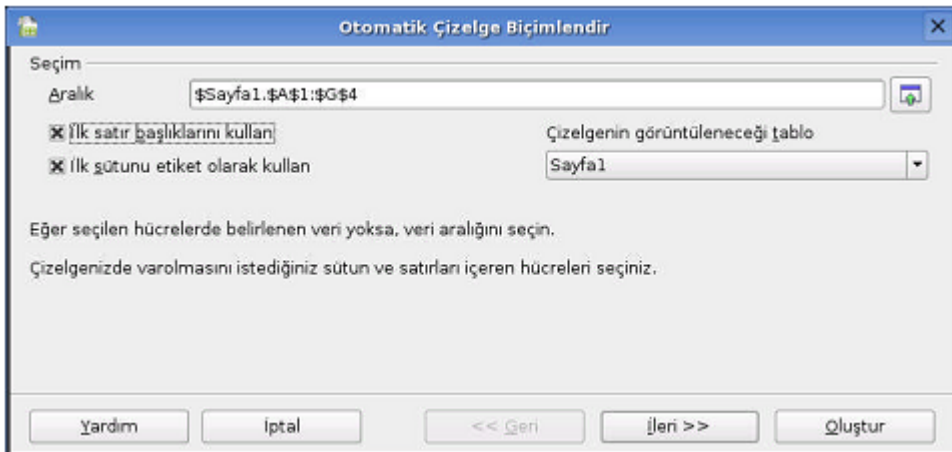 Otomatik Çizelge Biçimlendir
Seçim
Aralık $Sayfa1.$A$1:$G$4
İlk satır başlıklarını kullan Çizelgenin görüntüleneceği tablo
İlk sütunu etiket olarak kullan Sayfa1
Eğer seçilen hücrelerde belirlenen veri yoksa, veri aralığını seçin.
Çizelgenizde varolmasını istediğiniz sütun ve satırları içeren hücreleri seçiniz.
Yardım İptal << Geri İleri >> Oluştur